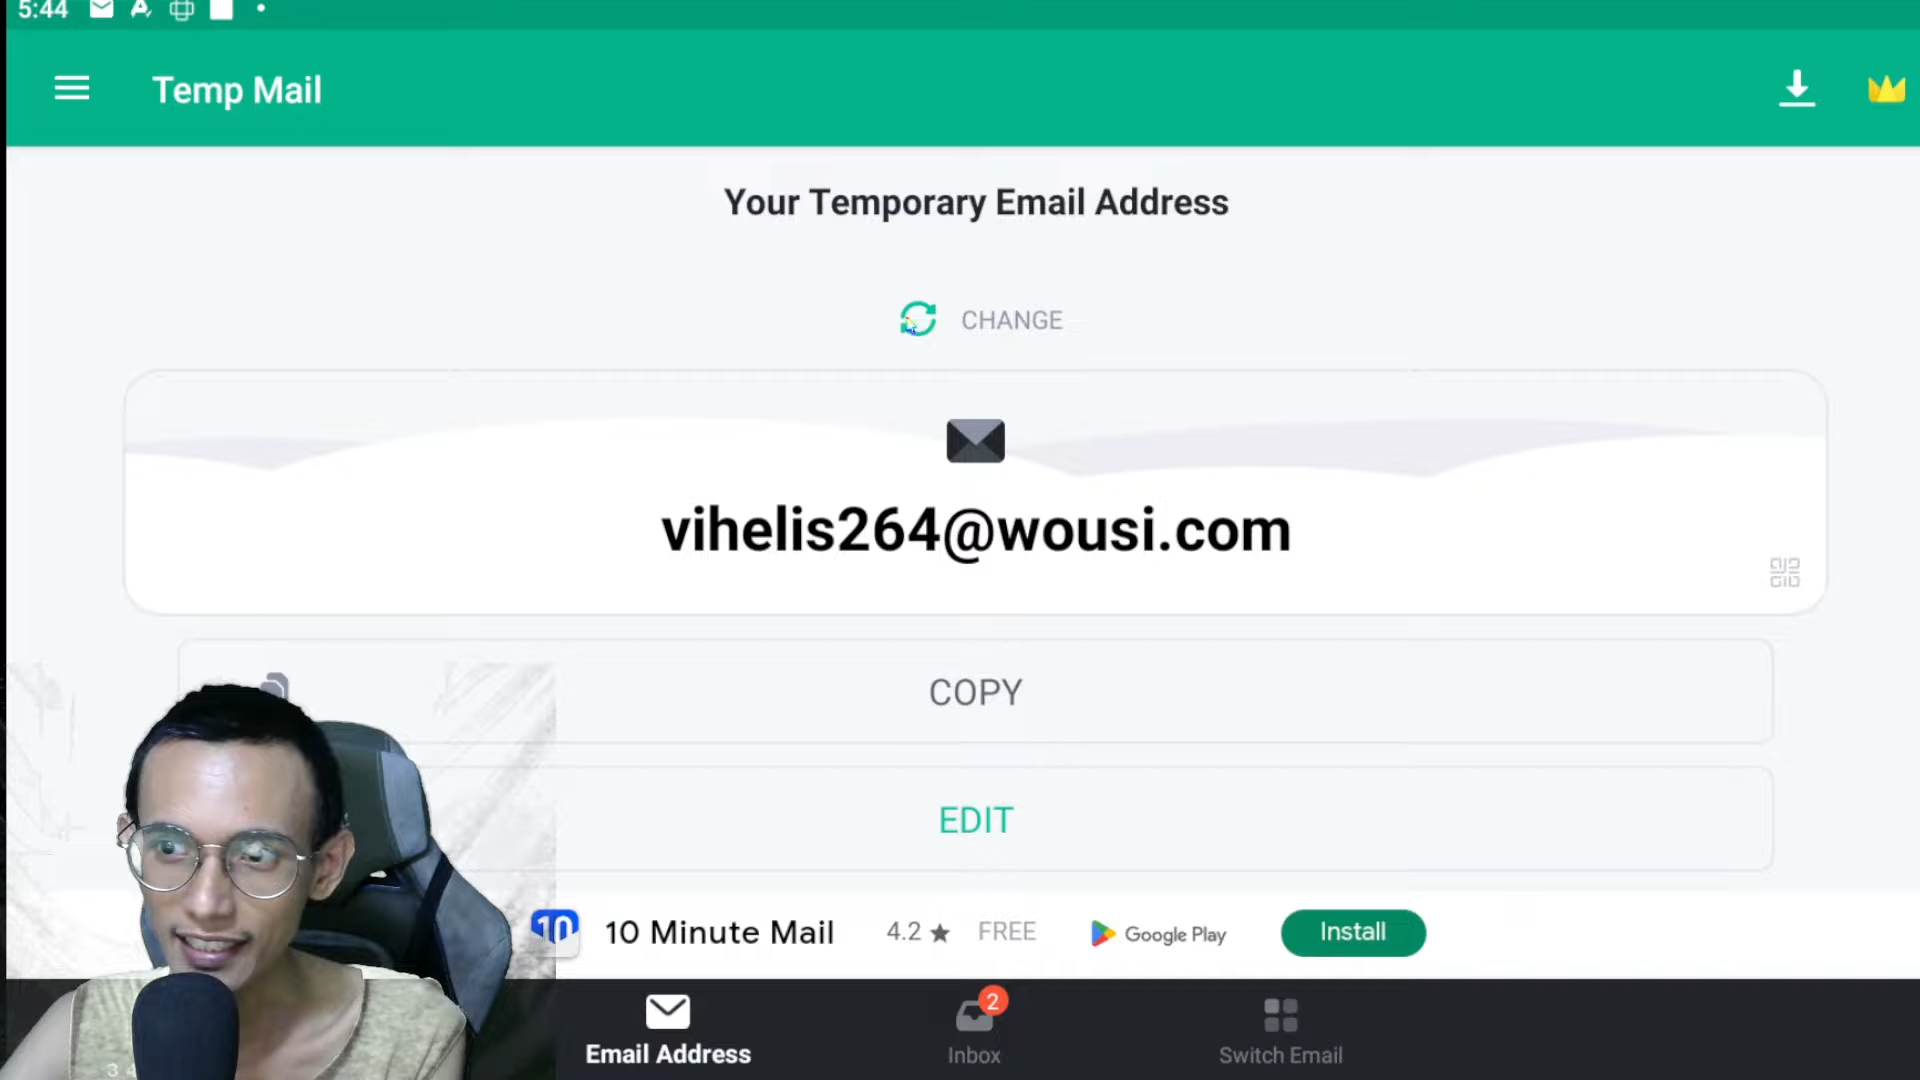 5:44
Temp Mail
Your Temporary Email Address
CHANGE
vihelis264@wousi.com
COPY
EDIT
10
10 Minute Mail
4.2 ★ FREE
Google Play
Install
2
Email Address
Inbox
Switch Email